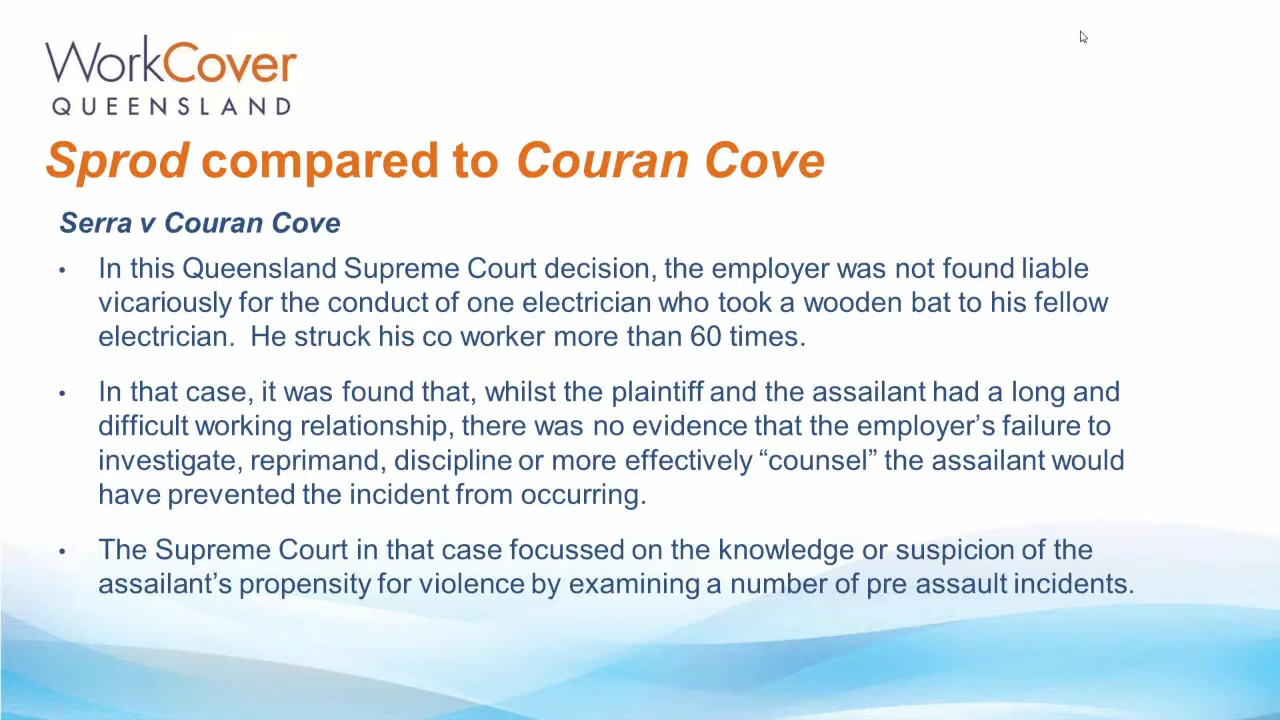 WorkCover
QUEENSLAND
Sprod compared to Couran Cove
Serra v Couran Cove
• In this Queensland Supreme Court decision, the employer was not found liable
vicariously for the conduct of one electrician who took a wooden bat to his fellow
electrician.  He struck his co worker more than 60 times.
• In that case, it was found that, whilst the plaintiff and the assailant had a long and
difficult working relationship, there was no evidence that the employer’s failure to
investigate, reprimand, discipline or more effectively “counsel” the assailant would
have prevented the incident from occurring.
• The Supreme Court in that case focussed on the knowledge or suspicion of the
assailant’s propensity for violence by examining a number of pre assault incidents.